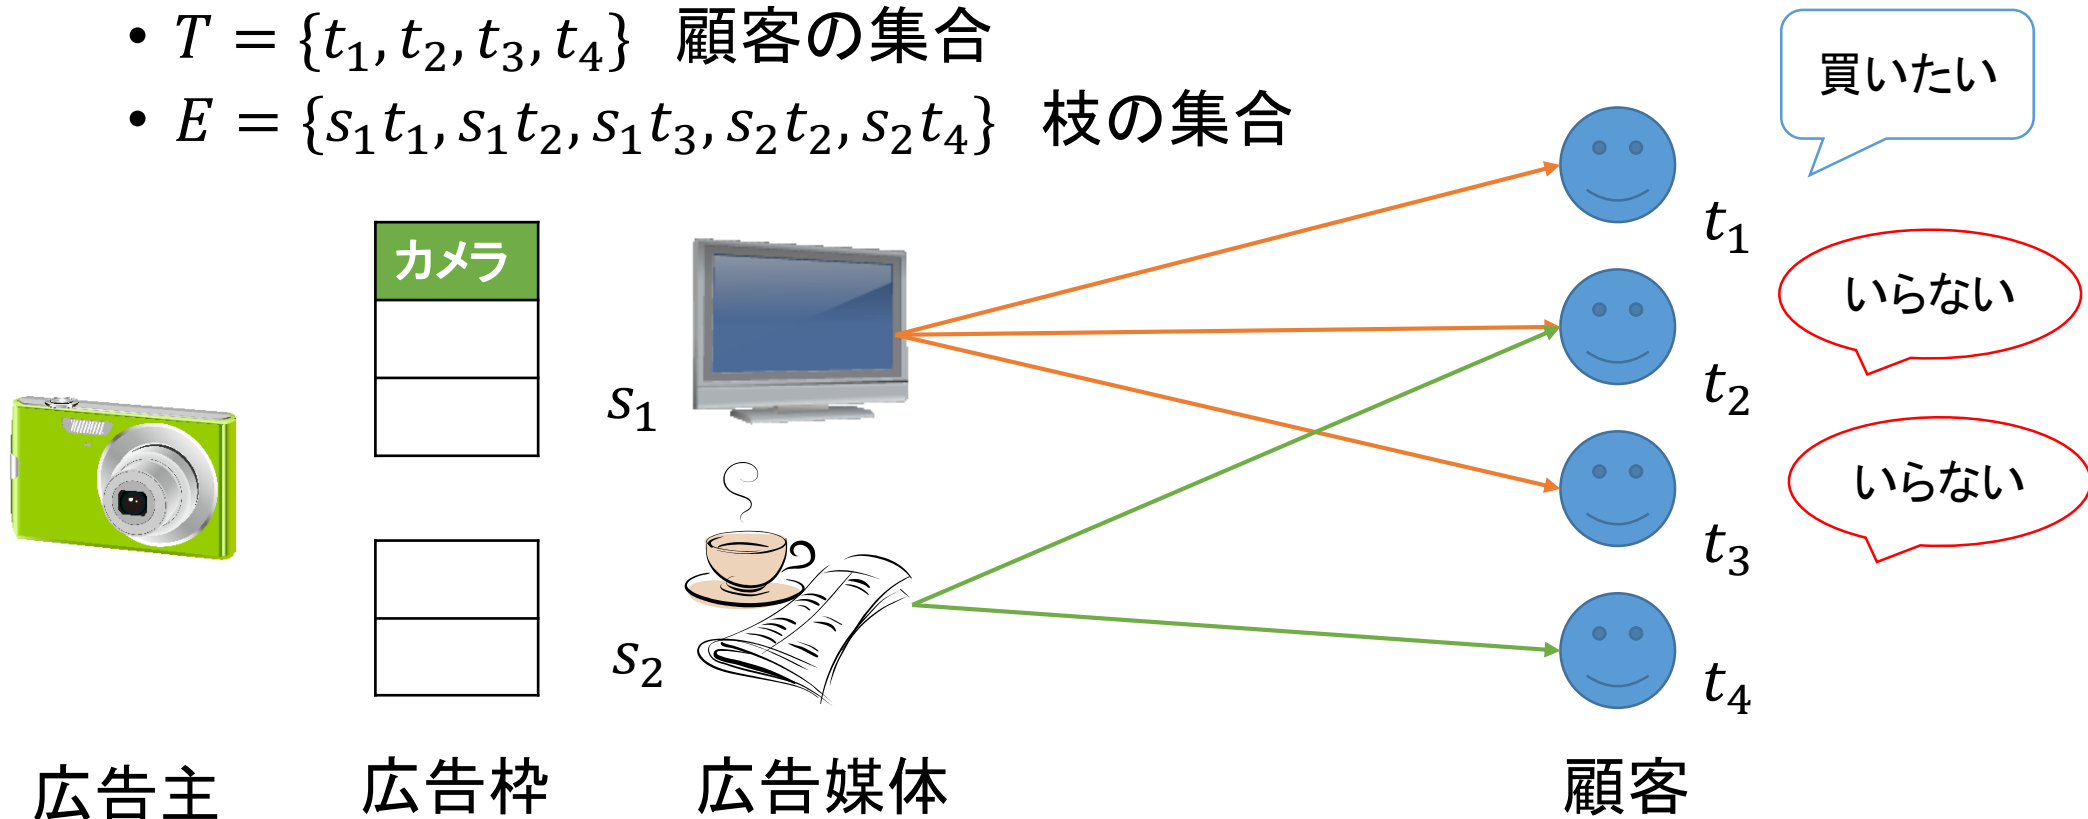 • T = {t₁, t₂, t₃, t₄} 顧客の集合
• E = {s₁t₁, s₁t₂, s₁t₃, s₂t₂, s₂t₄} 枝の集合
買いたい
t₁
カメラ
いらない
t₂
s₁
いらない
t₃
s₂
t₄
広告主 広告枠 広告媒体 顧客